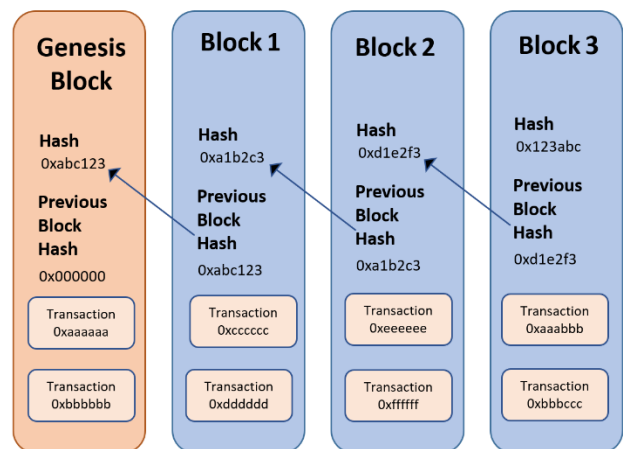 Genesis
Block
Hash
0xabc123
Previous
Block
Hash
0x000000
Transaction
0xaaaaaa
Transaction
0xbbbbbb
Block 1
Hash
0xa1b2c3
Previous
Block
Hash
0xabc123
Transaction
0xcccccc
Transaction
0xdddddd
Block 2
Hash
0xd1e2f3
Previous
Block
Hash
0xa1b2c3
Transaction
0xeeeeee
Transaction
0xffffff
Block 3
Hash
0x123abc
Previous
Block
Hash
0xd1e2f3
Transaction
0xaaabbb
Transaction
0xbbbccc